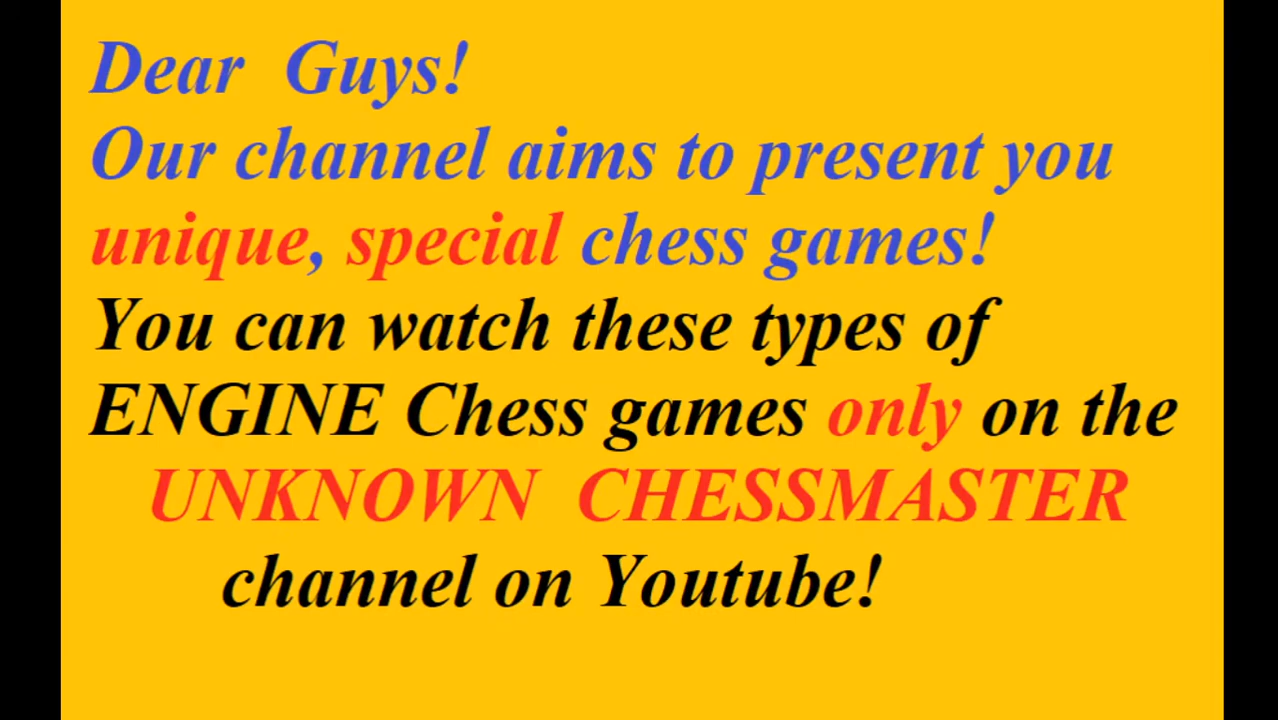 Dear Guys!
Our channel aims to present you
unique, special chess games!
You can watch these types of
ENGINE Chess games only on the
UNKNOWN CHESSMASTER
channel on Youtube!